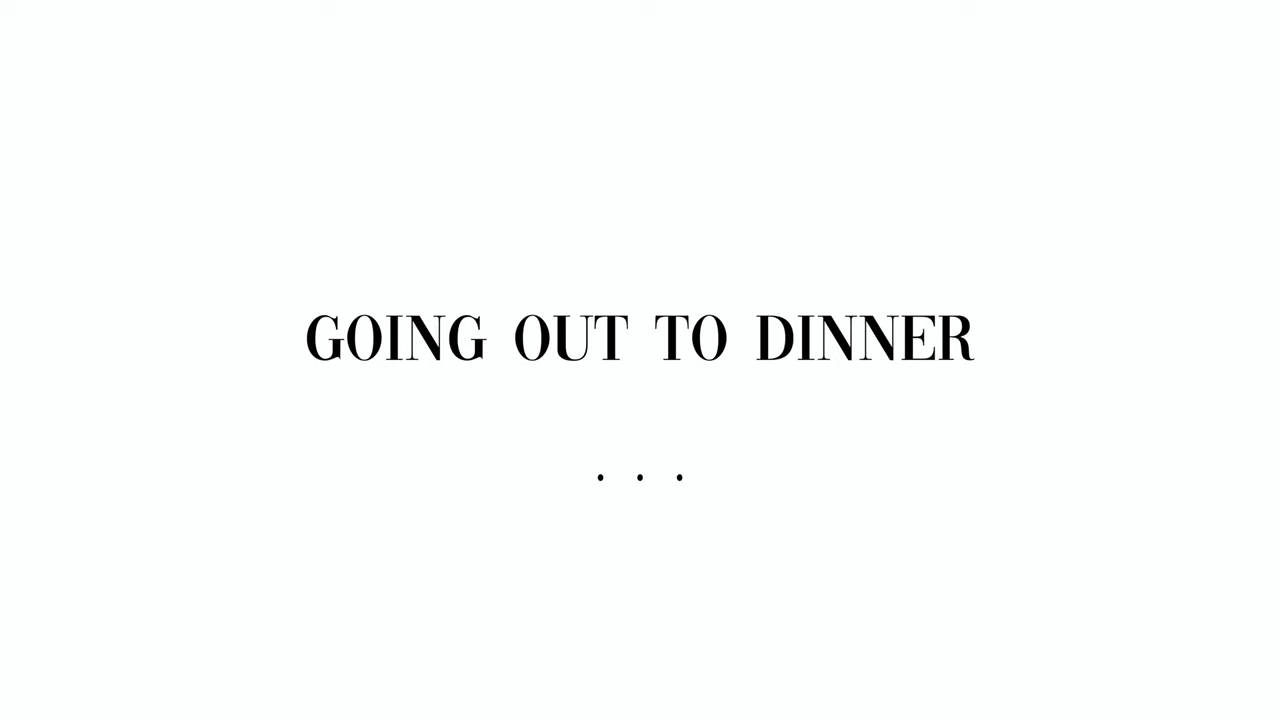 GOING OUT TO DINNER
. . .